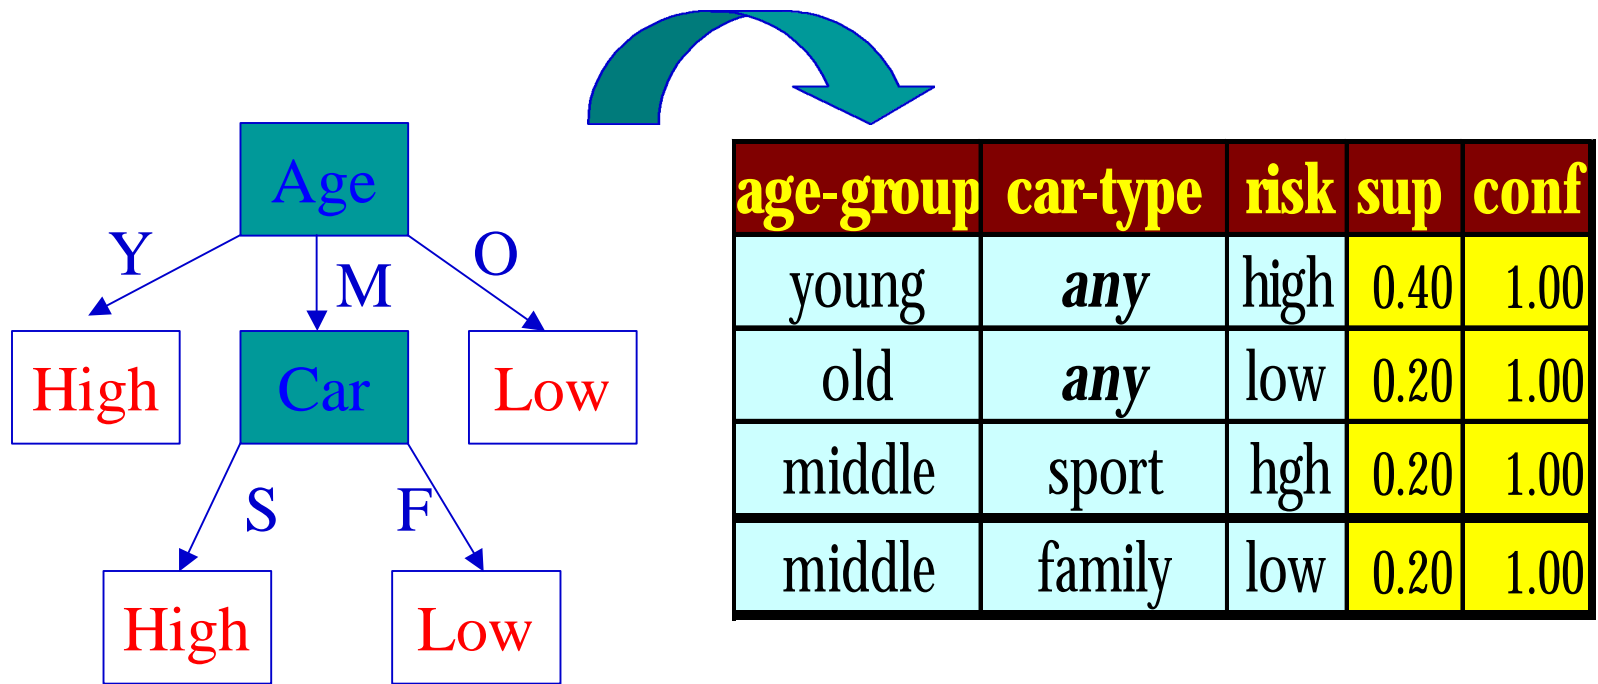 Age
Y
M
O
High
Car
Low
S
F
High
Low
age-group car-type risk sup conf
young any high 0.40 1.00
old any low 0.20 1.00
middle sport hgh 0.20 1.00
middle family low 0.20 1.00